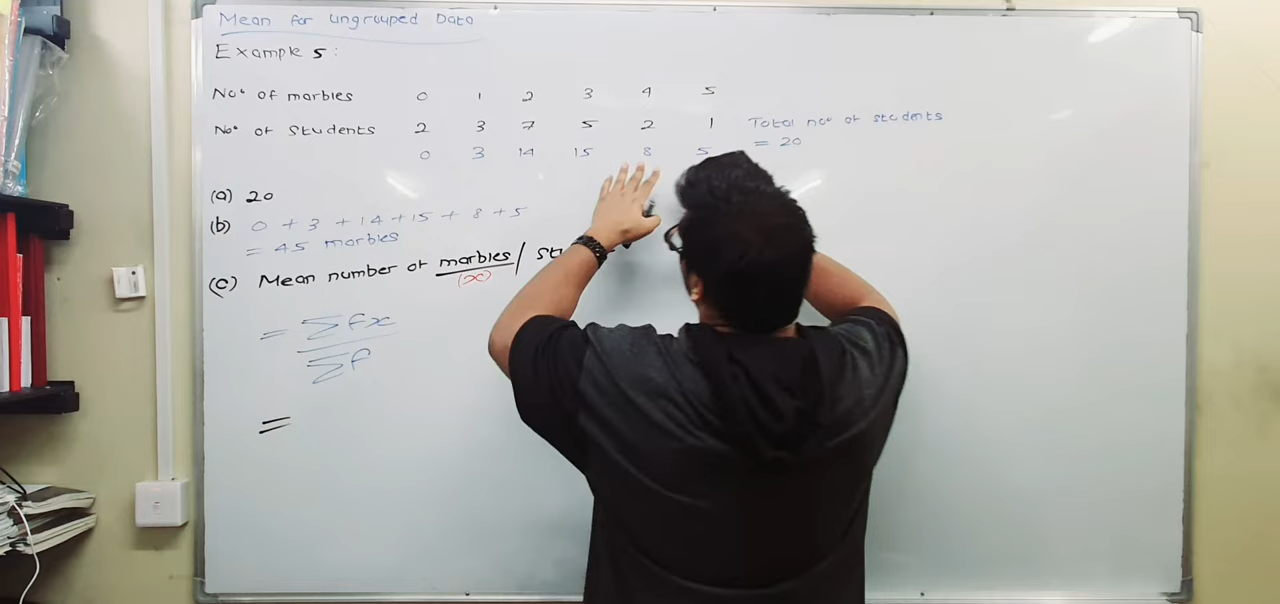 Mean for Ungrouped Data
Example 5:
No. of marbles 0 1 2 3 4 5
No. of Students 2 3 7 5 2 1 Total no. of students
0 3 14 15 8 5 = 20
(a) 20
(b) 0 + 3 + 14 + 15 + 8 + 5
= 45 marbles
(c) Mean number of marbles /
(x)
= Σfx
Σf
=